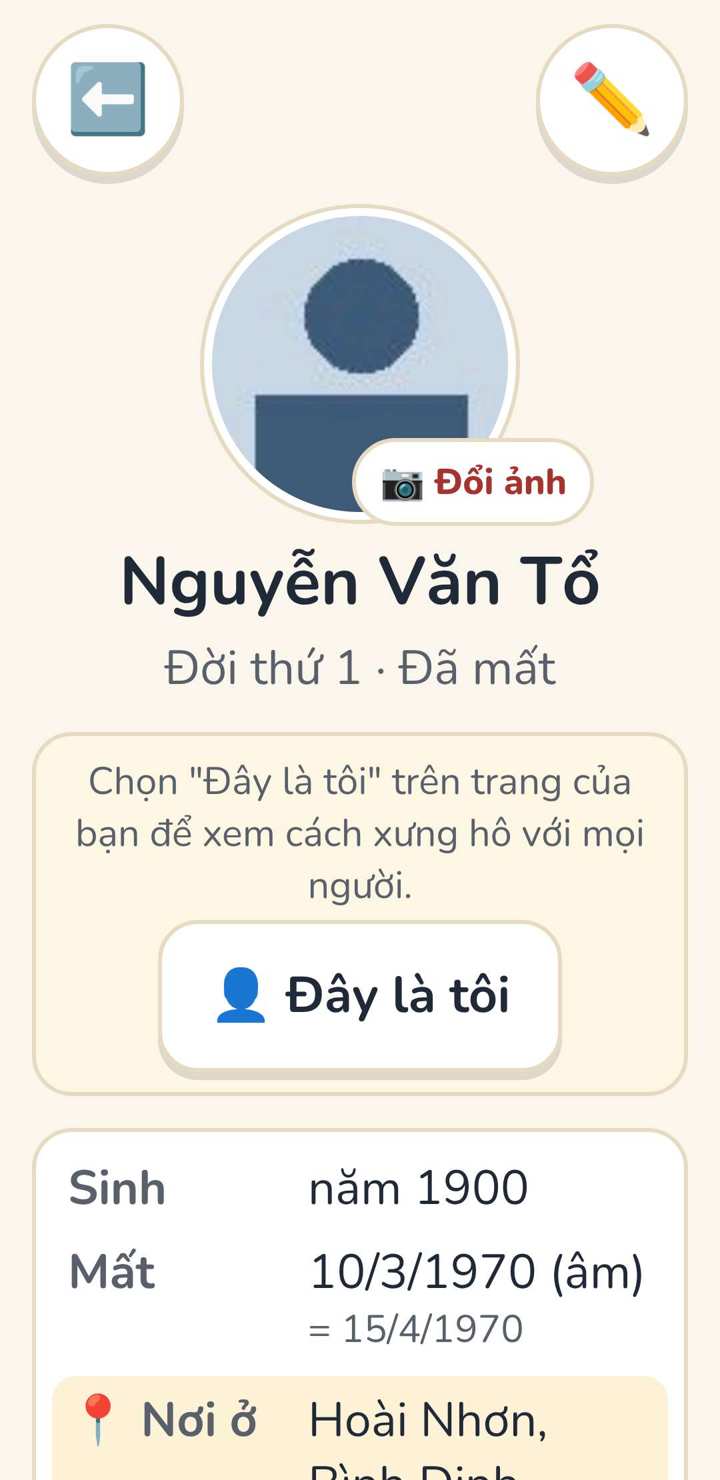 Đổi ảnh
Nguyễn Văn Tổ
Đời thứ 1 · Đã mất
Chọn "Đây là tôi" trên trang của
bạn để xem cách xưng hô với mọi
người.
Đây là tôi
Sinh năm 1900
Mất 10/3/1970 (âm)
= 15/4/1970
Nơi ở Hoài Nhơn,
Bình Định